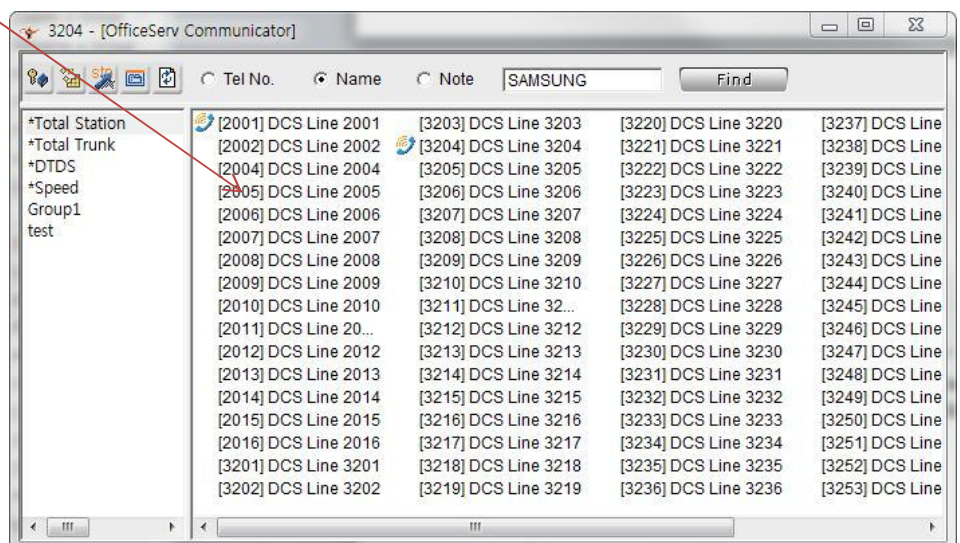 3204 - [OfficeServ Communicator]
stp Tel No. Name Note SAMSUNG Find
*Total Station
*Total Trunk
*DTDS
*Speed
Group1
test
[2001] DCS Line 2001 [3203] DCS Line 3203 [3220] DCS Line 3220 [3237] DCS Line
[2002] DCS Line 2002 [3204] DCS Line 3204 [3221] DCS Line 3221 [3238] DCS Line
[2004] DCS Line 2004 [3205] DCS Line 3205 [3222] DCS Line 3222 [3239] DCS Line
[2005] DCS Line 2005 [3206] DCS Line 3206 [3223] DCS Line 3223 [3240] DCS Line
[2006] DCS Line 2006 [3207] DCS Line 3207 [3224] DCS Line 3224 [3241] DCS Line
[2007] DCS Line 2007 [3208] DCS Line 3208 [3225] DCS Line 3225 [3242] DCS Line
[2008] DCS Line 2008 [3209] DCS Line 3209 [3226] DCS Line 3226 [3243] DCS Line
[2009] DCS Line 2009 [3210] DCS Line 3210 [3227] DCS Line 3227 [3244] DCS Line
[2010] DCS Line 2010 [3211] DCS Line 32... [3228] DCS Line 3228 [3245] DCS Line
[2011] DCS Line 20... [3212] DCS Line 3212 [3229] DCS Line 3229 [3246] DCS Line
[2012] DCS Line 2012 [3213] DCS Line 3213 [3230] DCS Line 3230 [3247] DCS Line
[2013] DCS Line 2013 [3214] DCS Line 3214 [3231] DCS Line 3231 [3248] DCS Line
[2014] DCS Line 2014 [3215] DCS Line 3215 [3232] DCS Line 3232 [3249] DCS Line
[2015] DCS Line 2015 [3216] DCS Line 3216 [3233] DCS Line 3233 [3250] DCS Line
[2016] DCS Line 2016 [3217] DCS Line 3217 [3234] DCS Line 3234 [3251] DCS Line
[3201] DCS Line 3201 [3218] DCS Line 3218 [3235] DCS Line 3235 [3252] DCS Line
[3202] DCS Line 3202 [3219] DCS Line 3219 [3236] DCS Line 3236 [3253] DCS Line